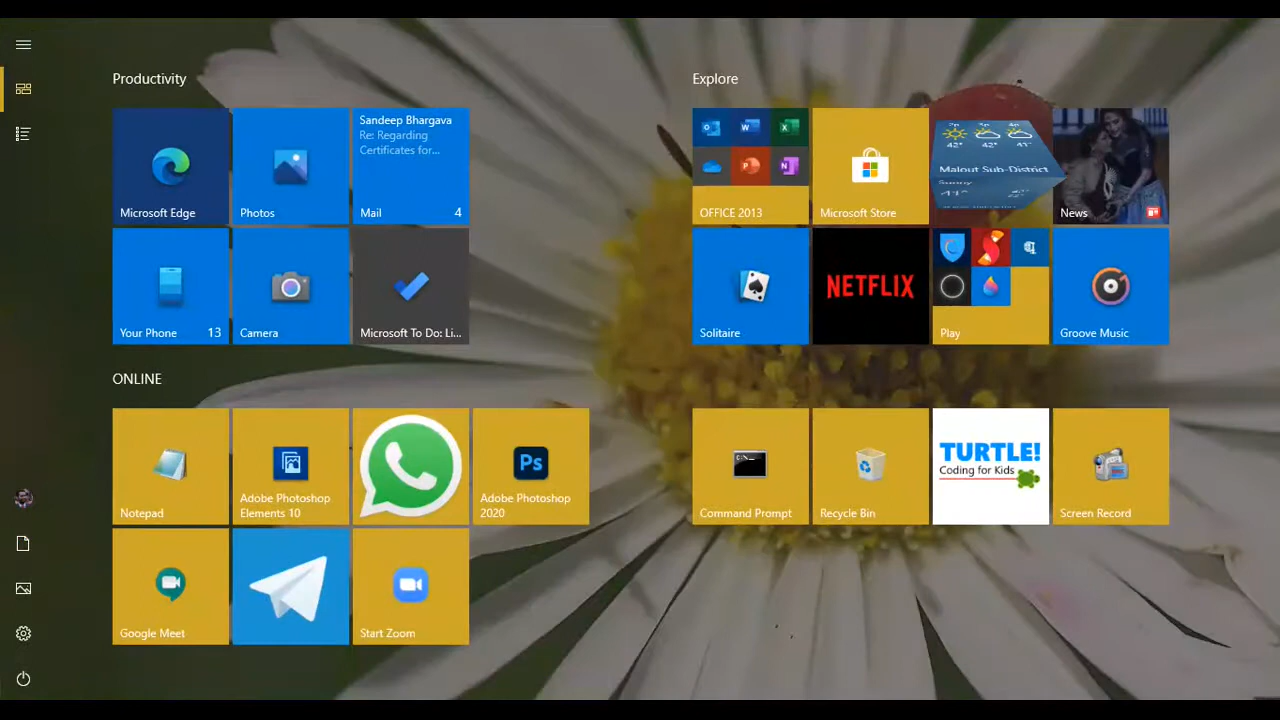 Productivity
Explore
Sandeep Bhargava
Re: Regarding
Certificates for...
Microsoft Edge
Photos
Mail 4
OFFICE 2013
Microsoft Store
Malout Sub-District
Sunny
News
Your Phone 13
Camera
Microsoft To Do: Li...
Solitaire
NETFLIX
Play
Groove Music
ONLINE
Notepad
Adobe Photoshop
Elements 10
Ps
Adobe Photoshop
2020
Command Prompt
Recycle Bin
TURTLE!
Coding for Kids
Screen Record
Google Meet
Start Zoom